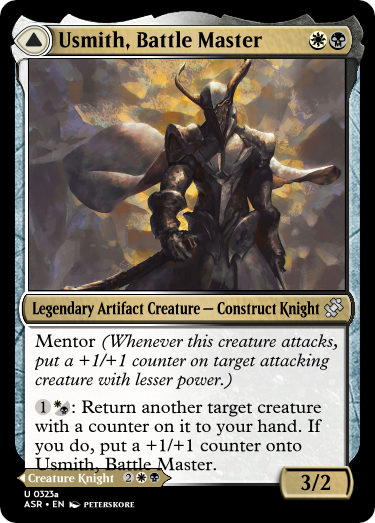 Usmith, Battle Master
Legendary Artifact Creature — Construct Knight
Mentor (Whenever this creature attacks,
put a +1/+1 counter on target attacking
creature with lesser power.)
1 : Return another target creature
with a counter on it to your hand. If
you do, put a +1/+1 counter onto
Usmith, Battle Master.
Creature Knight 2
3/2
U 0323a
ASR • EN PETERSKORE